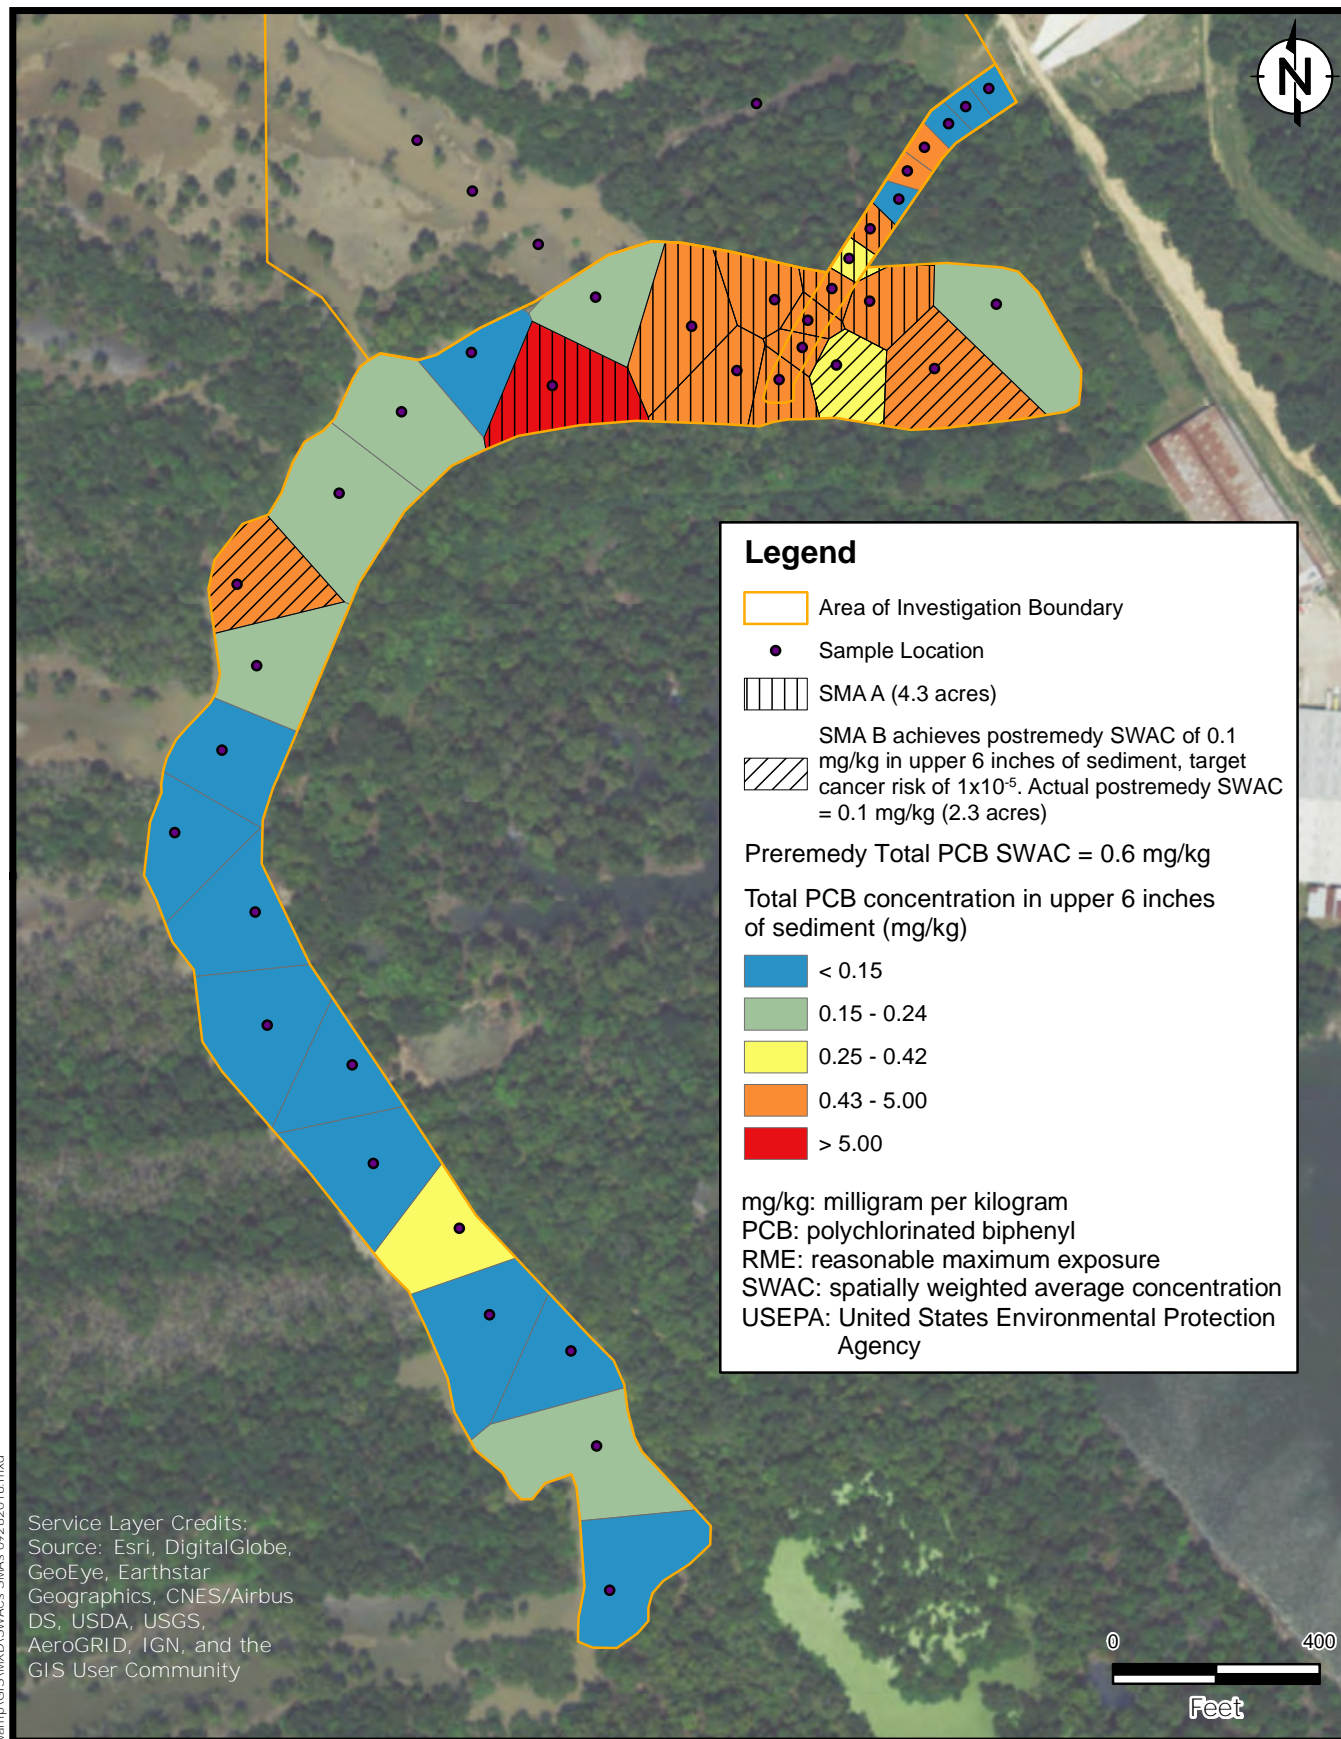 N
Legend
Area of Investigation Boundary
Sample Location
SMA A (4.3 acres)
SMA B achieves postremedy SWAC of 0.1
mg/kg in upper 6 inches of sediment, target
cancer risk of 1x10⁻⁵. Actual postremedy SWAC
= 0.1 mg/kg (2.3 acres)
Preremedy Total PCB SWAC = 0.6 mg/kg
Total PCB concentration in upper 6 inches
of sediment (mg/kg)
< 0.15
0.15 - 0.24
0.25 - 0.42
0.43 - 5.00
> 5.00
mg/kg: milligram per kilogram
PCB: polychlorinated biphenyl
RME: reasonable maximum exposure
SWAC: spatially weighted average concentration
USEPA: United States Environmental Protection
Agency
Service Layer Credits:
Source: Esri, DigitalGlobe,
GeoEye, Earthstar
Geographics, CNES/Airbus
DS, USDA, USGS,
AeroGRID, IGN, and the
GIS User Community
0 400
Feet